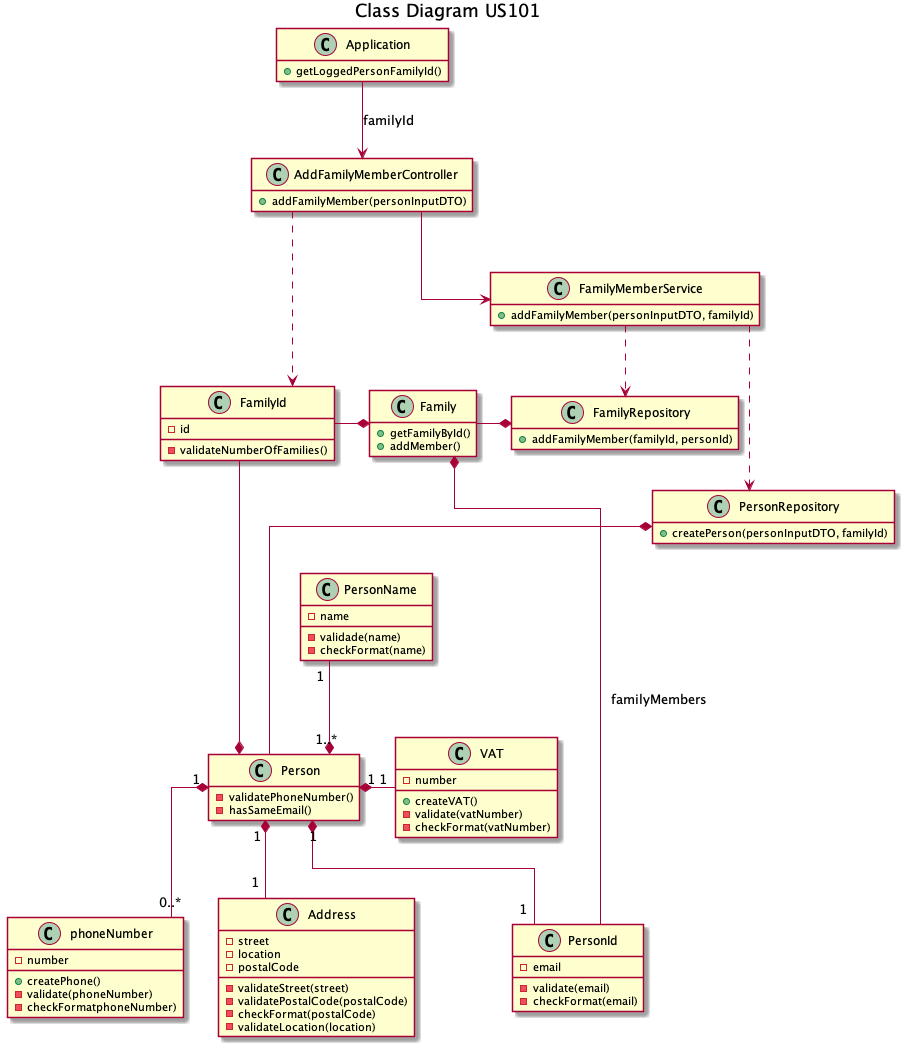 Class Diagram US101
C Application
getLoggedPersonFamilyId()
familyId
C AddFamilyMemberController
addFamilyMember(personInputDTO)
C FamilyMemberService
addFamilyMember(personInputDTO, familyId)
C FamilyId
id
validateNumberOfFamilies()
C Family
getFamilyById()
addMember()
C FamilyRepository
addFamilyMember(familyId, personId)
C PersonRepository
createPerson(personInputDTO, familyId)
C PersonName
name
validade(name)
checkFormat(name)
1
1..*
familyMembers
C Person
validatePhoneNumber()
hasSameEmail()
1
1 1
C VAT
number
createVAT()
validate(vatNumber)
checkFormat(vatNumber)
1
1
1
0..*
1
C phoneNumber
number
createPhone()
validate(phoneNumber)
checkFormatphoneNumber)
C Address
street
location
postalCode
validateStreet(street)
validatePostalCode(postalCode)
checkFormat(postalCode)
validateLocation(location)
C PersonId
email
validate(email)
checkFormat(email)